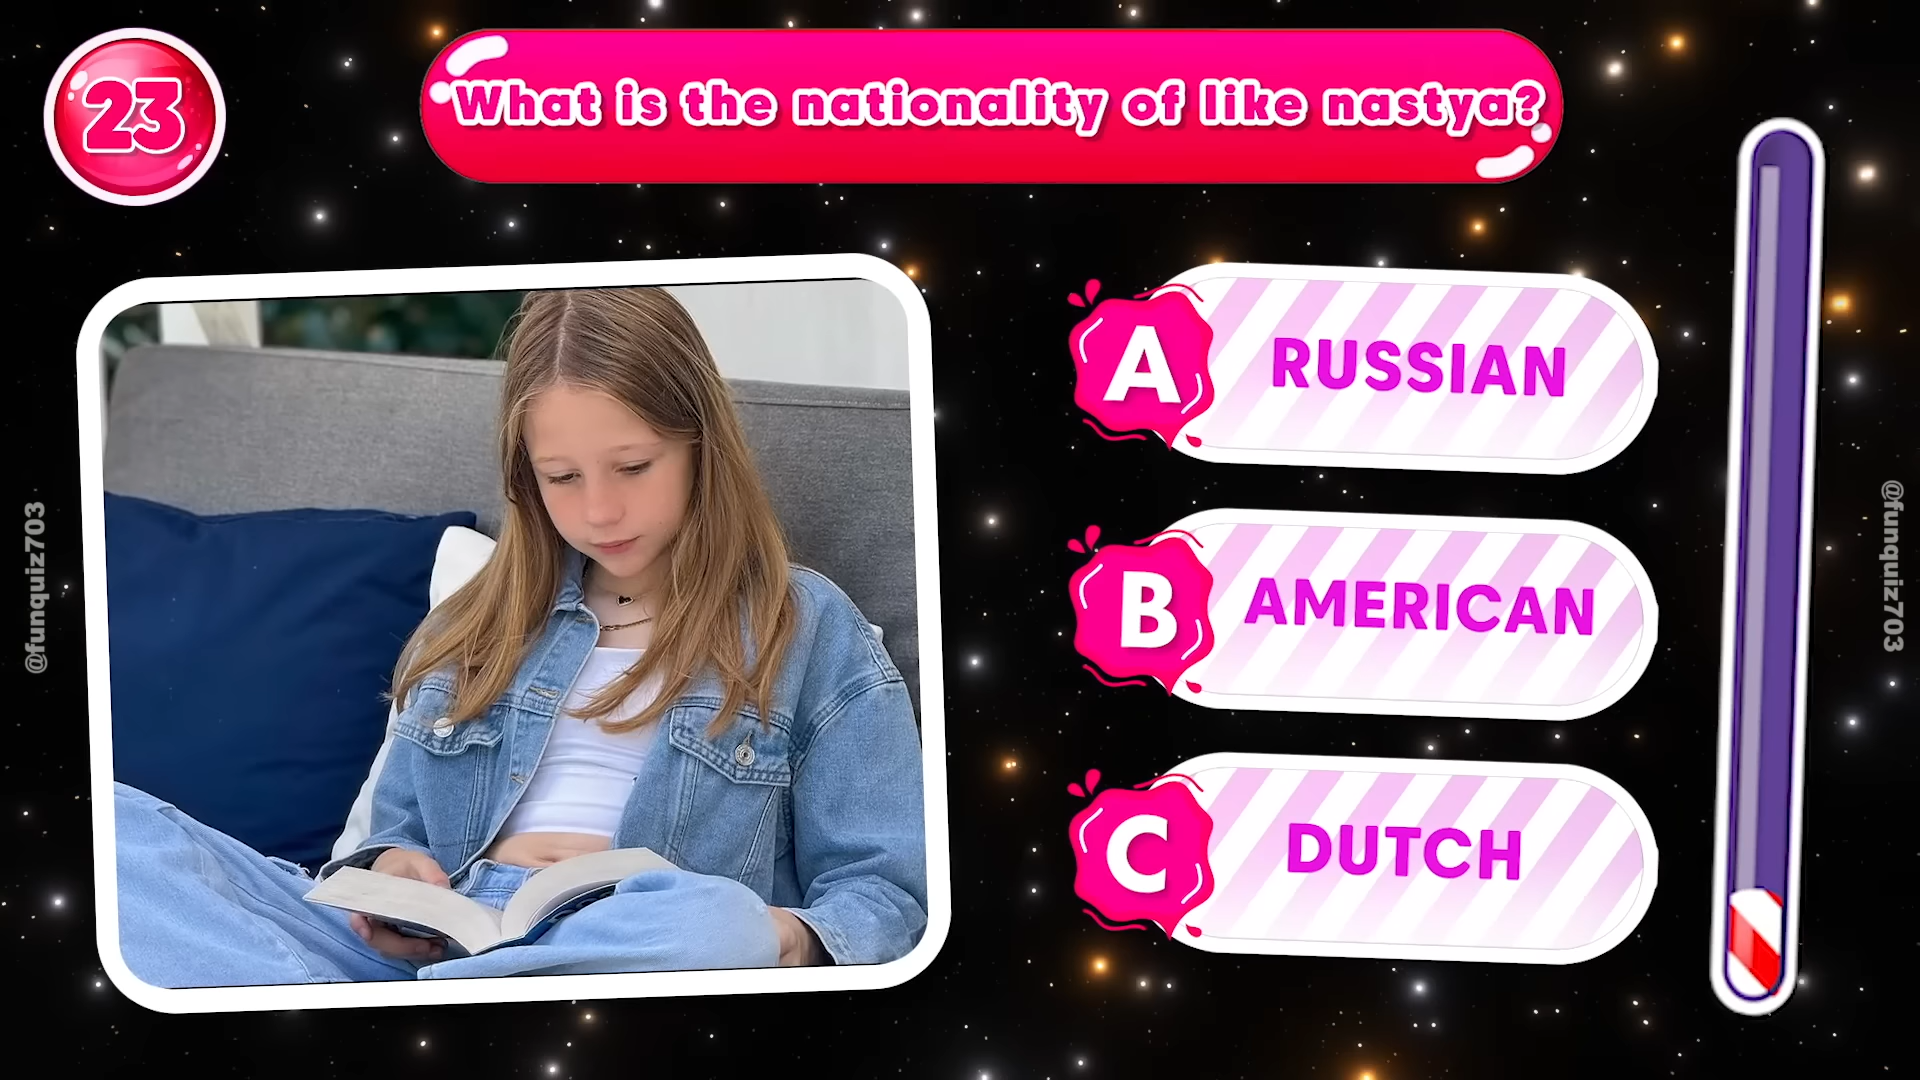 23
What is the nationality of like nastya?
A
RUSSIAN
B
AMERICAN
C
DUTCH
@funquiz703
@funquiz703